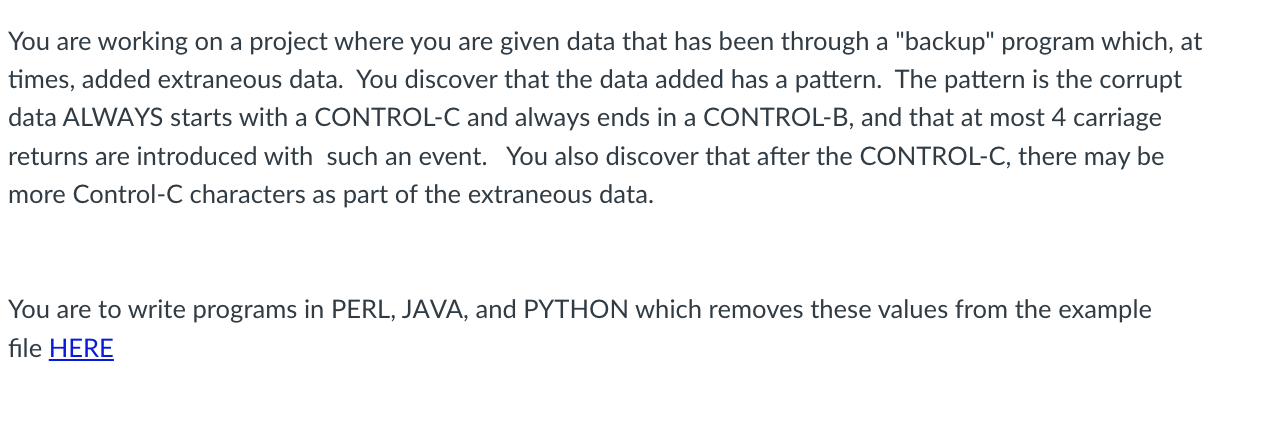 You are working on a project where you are given data that has been through a "backup" program which, at
times, added extraneous data.  You discover that the data added has a pattern.  The pattern is the corrupt
data ALWAYS starts with a CONTROL-C and always ends in a CONTROL-B, and that at most 4 carriage
returns are introduced with  such an event.   You also discover that after the CONTROL-C, there may be
more Control-C characters as part of the extraneous data.
You are to write programs in PERL, JAVA, and PYTHON which removes these values from the example
file HERE